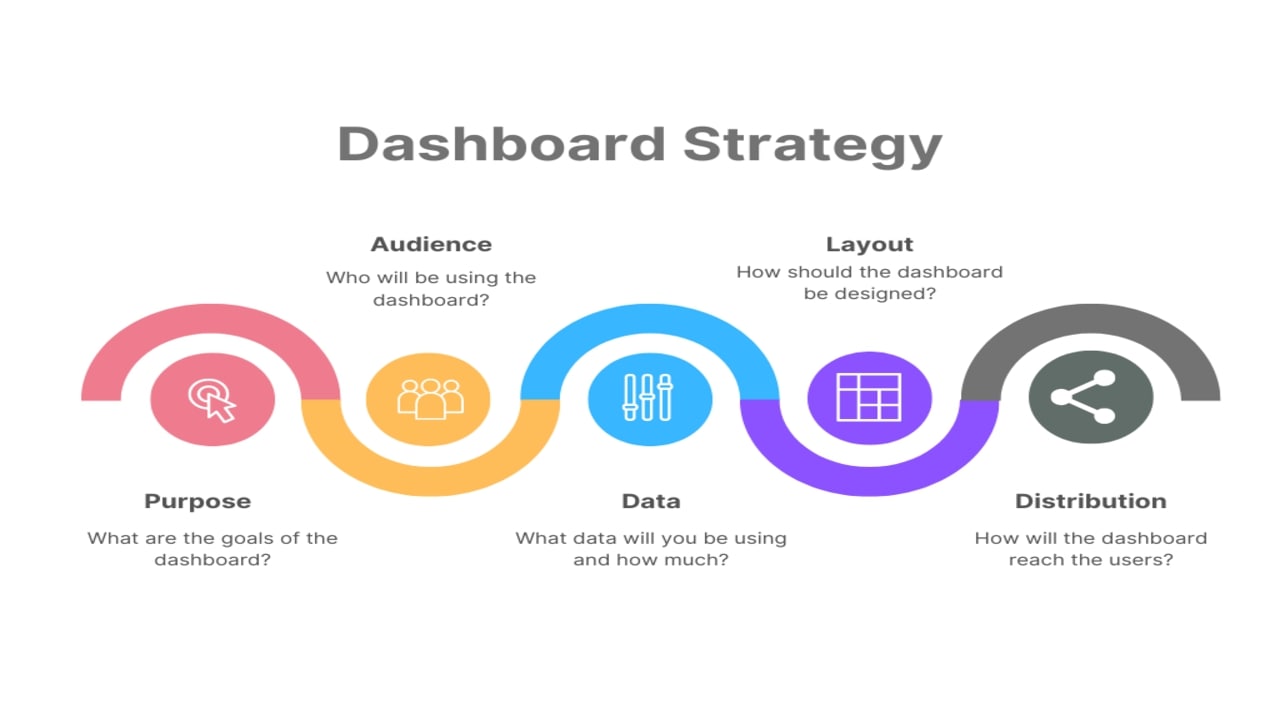 Dashboard Strategy
Purpose
What are the goals of the
dashboard?
Audience
Who will be using the
dashboard?
Data
What data will you be using
and how much?
Layout
How should the dashboard
be designed?
Distribution
How will the dashboard
reach the users?